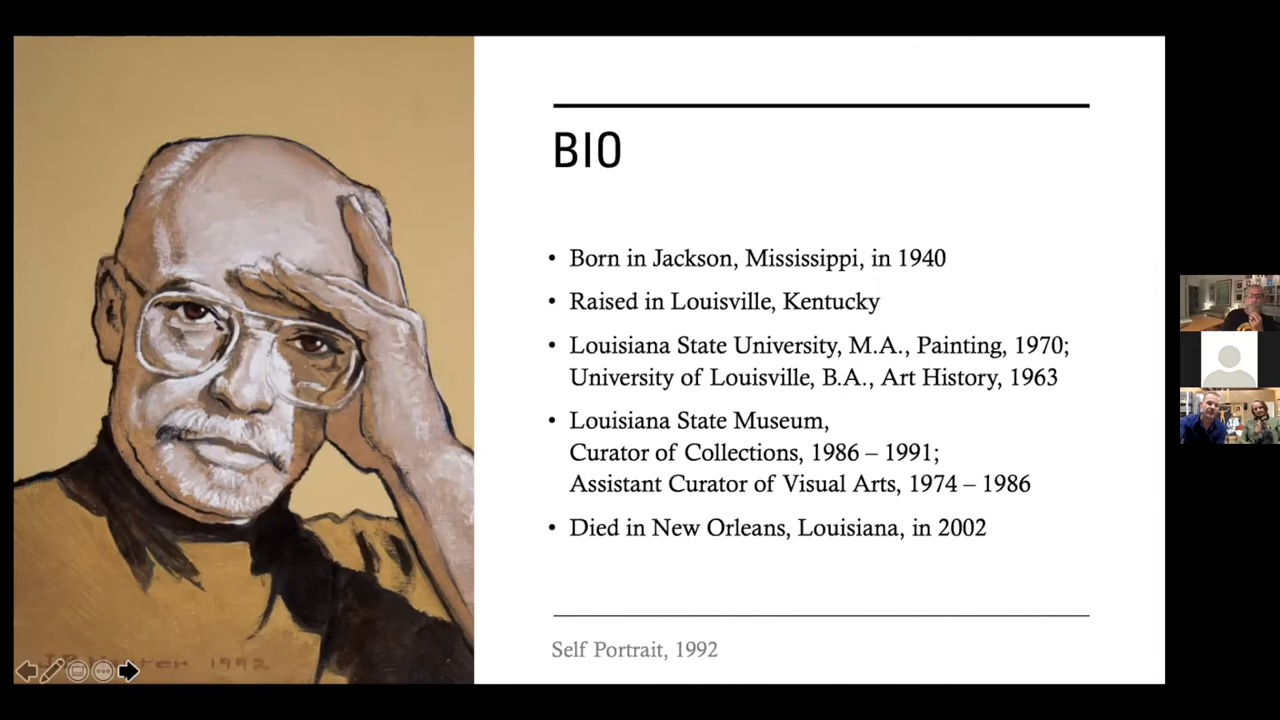 BIO
• Born in Jackson, Mississippi, in 1940
• Raised in Louisville, Kentucky
• Louisiana State University, M.A., Painting, 1970;
University of Louisville, B.A., Art History, 1963
• Louisiana State Museum,
Curator of Collections, 1986 – 1991;
Assistant Curator of Visual Arts, 1974 – 1986
• Died in New Orleans, Louisiana, in 2002
Self Portrait, 1992
1992